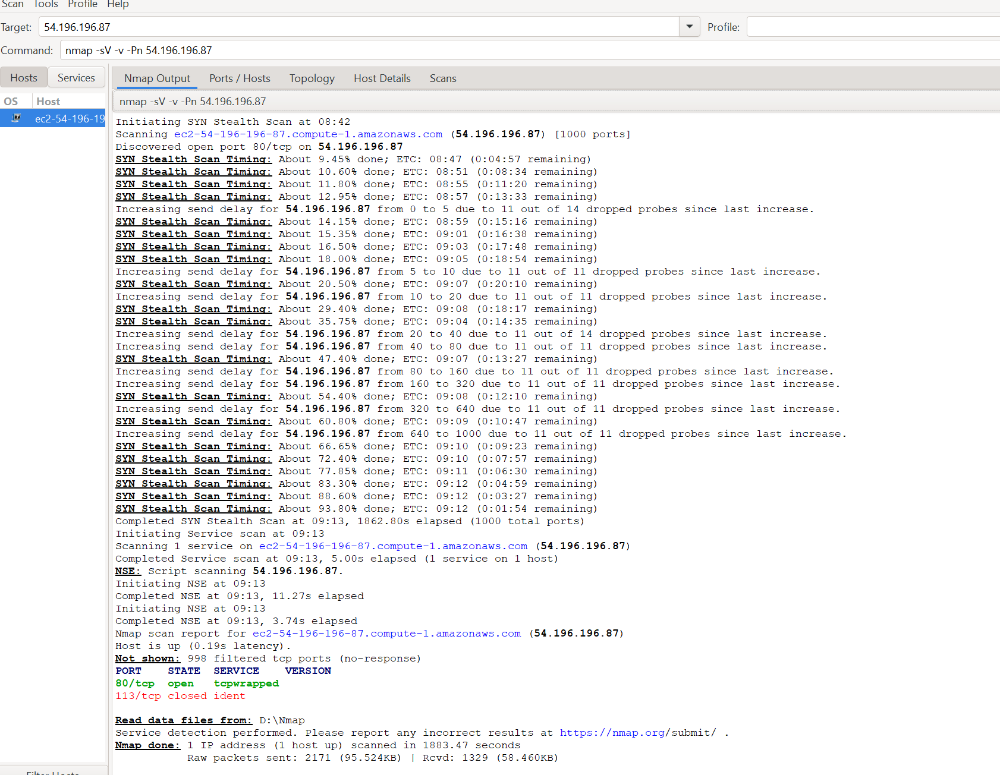 Scan Tools Profile Help
Target: 54.196.196.87 Profile:
Command: nmap -sV -v -Pn 54.196.196.87
Hosts Services Nmap Output Ports / Hosts Topology Host Details Scans
OS Host nmap -sV -v -Pn 54.196.196.87
ec2-54-196-19
Initiating SYN Stealth Scan at 08:42
Scanning ec2-54-196-196-87.compute-1.amazonaws.com (54.196.196.87) [1000 ports]
Discovered open port 80/tcp on 54.196.196.87
SYN Stealth Scan Timing: About 9.45% done; ETC: 08:47 (0:04:57 remaining)
SYN Stealth Scan Timing: About 10.60% done; ETC: 08:51 (0:08:34 remaining)
SYN Stealth Scan Timing: About 11.80% done; ETC: 08:55 (0:11:20 remaining)
SYN Stealth Scan Timing: About 12.95% done; ETC: 08:57 (0:13:33 remaining)
Increasing send delay for 54.196.196.87 from 0 to 5 due to 11 out of 14 dropped probes since last increase.
SYN Stealth Scan Timing: About 14.15% done; ETC: 08:59 (0:15:16 remaining)
SYN Stealth Scan Timing: About 15.35% done; ETC: 09:01 (0:16:38 remaining)
SYN Stealth Scan Timing: About 16.50% done; ETC: 09:03 (0:17:48 remaining)
SYN Stealth Scan Timing: About 18.00% done; ETC: 09:05 (0:18:54 remaining)
Increasing send delay for 54.196.196.87 from 5 to 10 due to 11 out of 11 dropped probes since last increase.
SYN Stealth Scan Timing: About 20.50% done; ETC: 09:07 (0:20:10 remaining)
Increasing send delay for 54.196.196.87 from 10 to 20 due to 11 out of 11 dropped probes since last increase.
SYN Stealth Scan Timing: About 29.40% done; ETC: 09:08 (0:18:17 remaining)
SYN Stealth Scan Timing: About 35.75% done; ETC: 09:04 (0:14:35 remaining)
Increasing send delay for 54.196.196.87 from 20 to 40 due to 11 out of 14 dropped probes since last increase.
Increasing send delay for 54.196.196.87 from 40 to 80 due to 11 out of 11 dropped probes since last increase.
SYN Stealth Scan Timing: About 47.40% done; ETC: 09:07 (0:13:27 remaining)
Increasing send delay for 54.196.196.87 from 80 to 160 due to 11 out of 11 dropped probes since last increase.
Increasing send delay for 54.196.196.87 from 160 to 320 due to 11 out of 11 dropped probes since last increase.
SYN Stealth Scan Timing: About 54.40% done; ETC: 09:08 (0:12:10 remaining)
Increasing send delay for 54.196.196.87 from 320 to 640 due to 11 out of 11 dropped probes since last increase.
SYN Stealth Scan Timing: About 60.80% done; ETC: 09:09 (0:10:47 remaining)
Increasing send delay for 54.196.196.87 from 640 to 1000 due to 11 out of 11 dropped probes since last increase.
SYN Stealth Scan Timing: About 66.65% done; ETC: 09:10 (0:09:23 remaining)
SYN Stealth Scan Timing: About 72.40% done; ETC: 09:10 (0:07:57 remaining)
SYN Stealth Scan Timing: About 77.85% done; ETC: 09:11 (0:06:30 remaining)
SYN Stealth Scan Timing: About 83.30% done; ETC: 09:12 (0:04:59 remaining)
SYN Stealth Scan Timing: About 88.60% done; ETC: 09:12 (0:03:27 remaining)
SYN Stealth Scan Timing: About 93.80% done; ETC: 09:12 (0:01:54 remaining)
Completed SYN Stealth Scan at 09:13, 1862.80s elapsed (1000 total ports)
Initiating Service scan at 09:13
Scanning 1 service on ec2-54-196-196-87.compute-1.amazonaws.com (54.196.196.87)
Completed Service scan at 09:13, 5.00s elapsed (1 service on 1 host)
NSE: Script scanning 54.196.196.87.
Initiating NSE at 09:13
Completed NSE at 09:13, 11.27s elapsed
Initiating NSE at 09:13
Completed NSE at 09:13, 3.74s elapsed
Nmap scan report for ec2-54-196-196-87.compute-1.amazonaws.com (54.196.196.87)
Host is up (0.19s latency).
Not shown: 998 filtered tcp ports (no-response)
PORT STATE SERVICE VERSION
80/tcp open tcpwrapped
113/tcp closed ident
Read data files from: D:\Nmap
Service detection performed. Please report any incorrect results at https://nmap.org/submit/ .
Nmap done: 1 IP address (1 host up) scanned in 1883.47 seconds
Raw packets sent: 2171 (95.524KB) | Rcvd: 1329 (58.460KB)
Filter Hosts